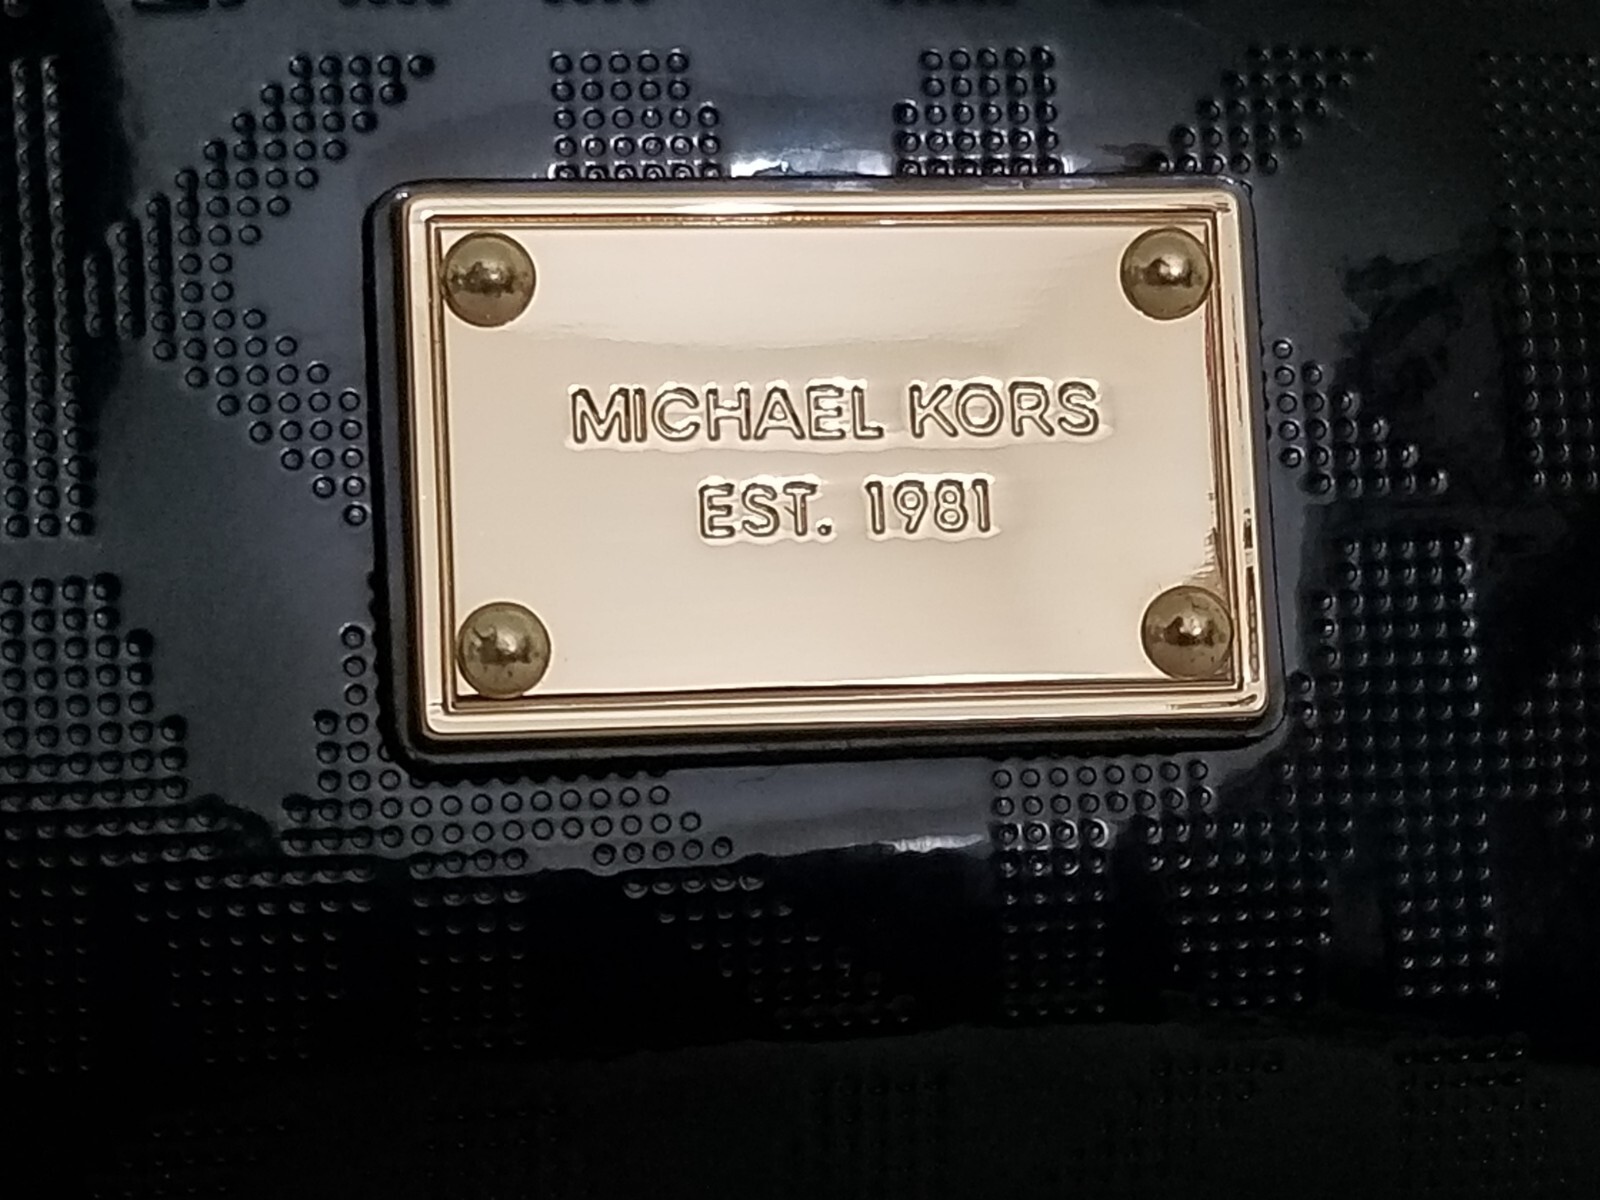 MICHAEL KORS
EST. 1981